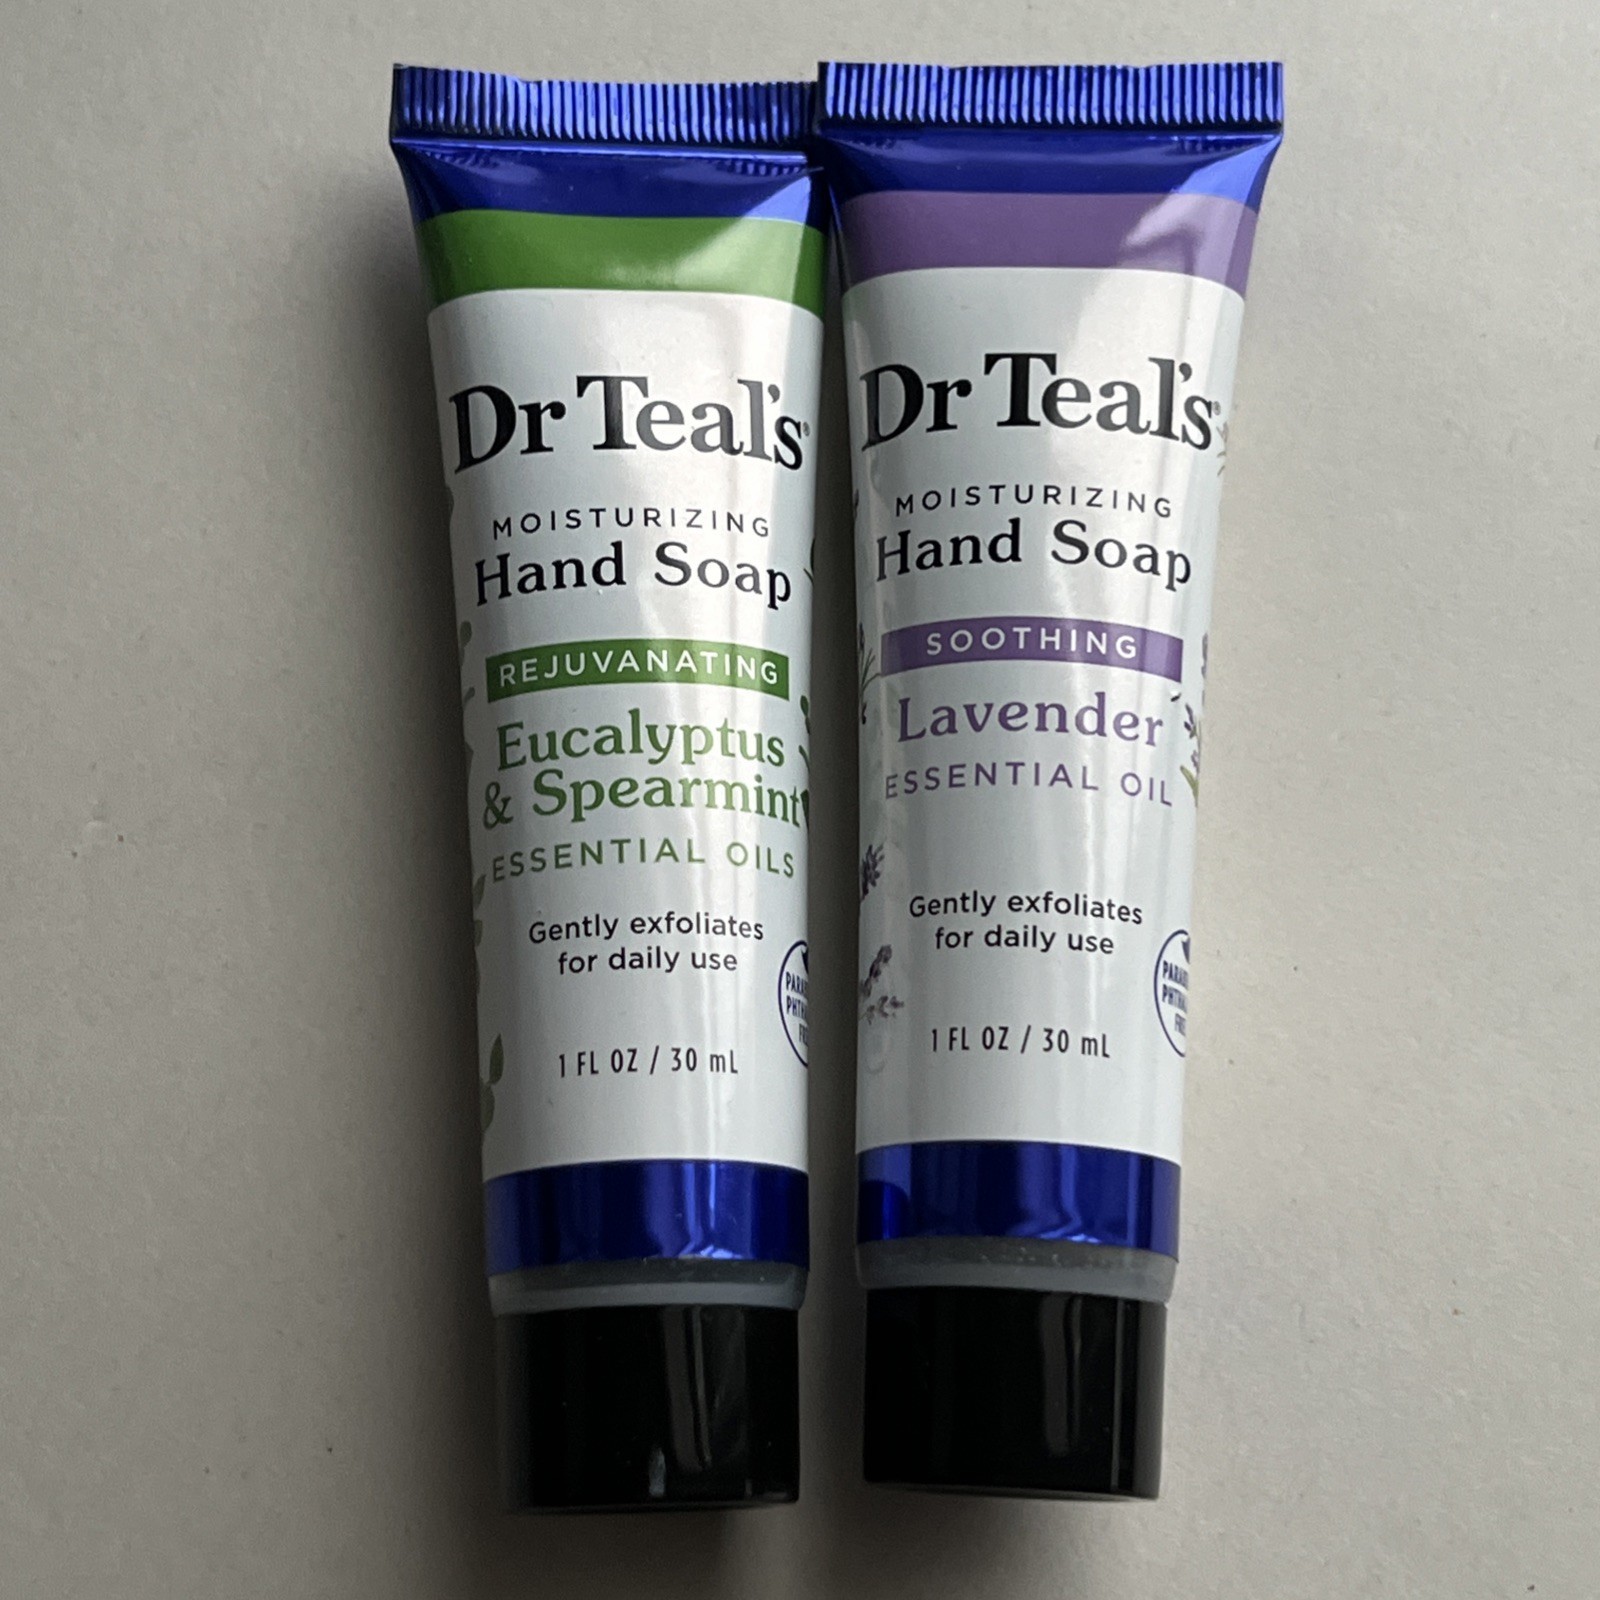 Dr Teal's
MOISTURIZING
Hand Soap
REJUVANATING
Eucalyptus
& Spearmint
ESSENTIAL OILS
Gently exfoliates
for daily use
1 FL OZ / 30 mL
Dr Teal's
MOISTURIZING
Hand Soap
SOOTHING
Lavender
ESSENTIAL OIL
Gently exfoliates
for daily use
1 FL OZ / 30 mL